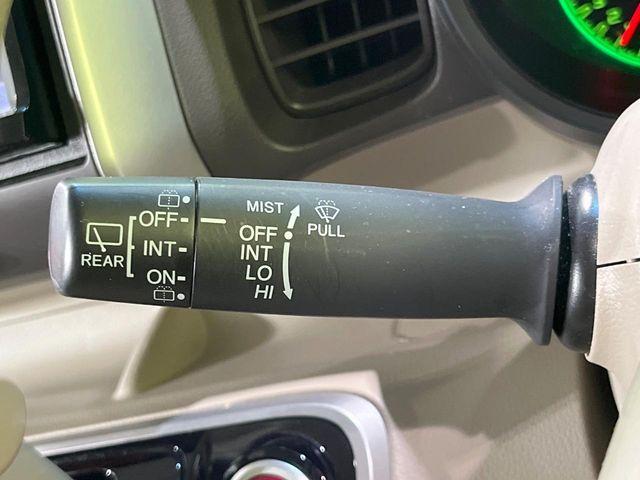 OFF
INT
REAR
ON
MIST
PULL
OFF
INT
LO
HI